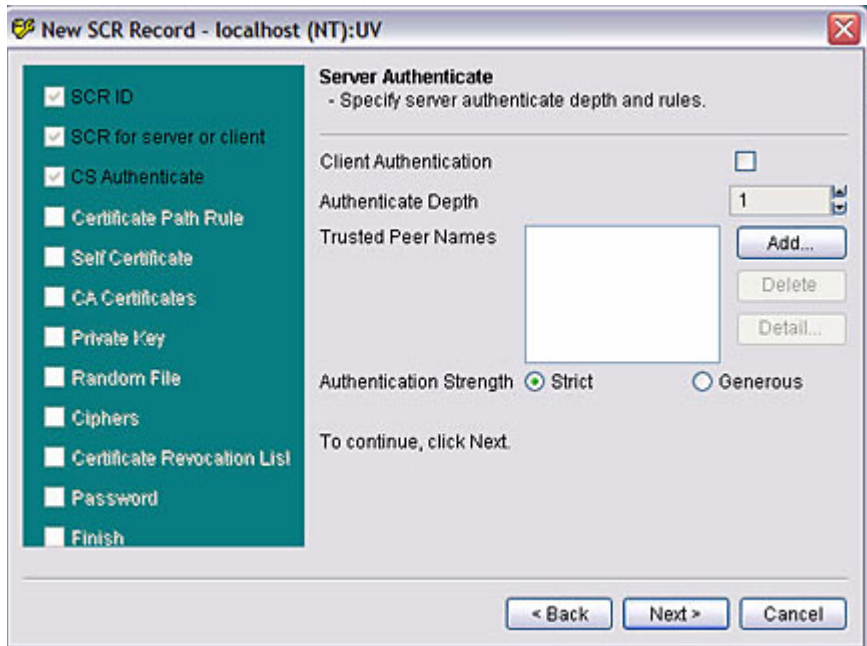 New SCR Record - localhost (NT):UV
SCR ID
SCR for server or client
CS Authenticate
Certificate Path Rule
Self Certificate
CA Certificates
Private Key
Random File
Ciphers
Certificate Revocation List
Password
Finish
Server Authenticate
- Specify server authenticate depth and rules.
Client Authentication
Authenticate Depth 1
Trusted Peer Names
Add...
Delete
Detail...
Authentication Strength Strict Generous
To continue, click Next.
< Back Next > Cancel